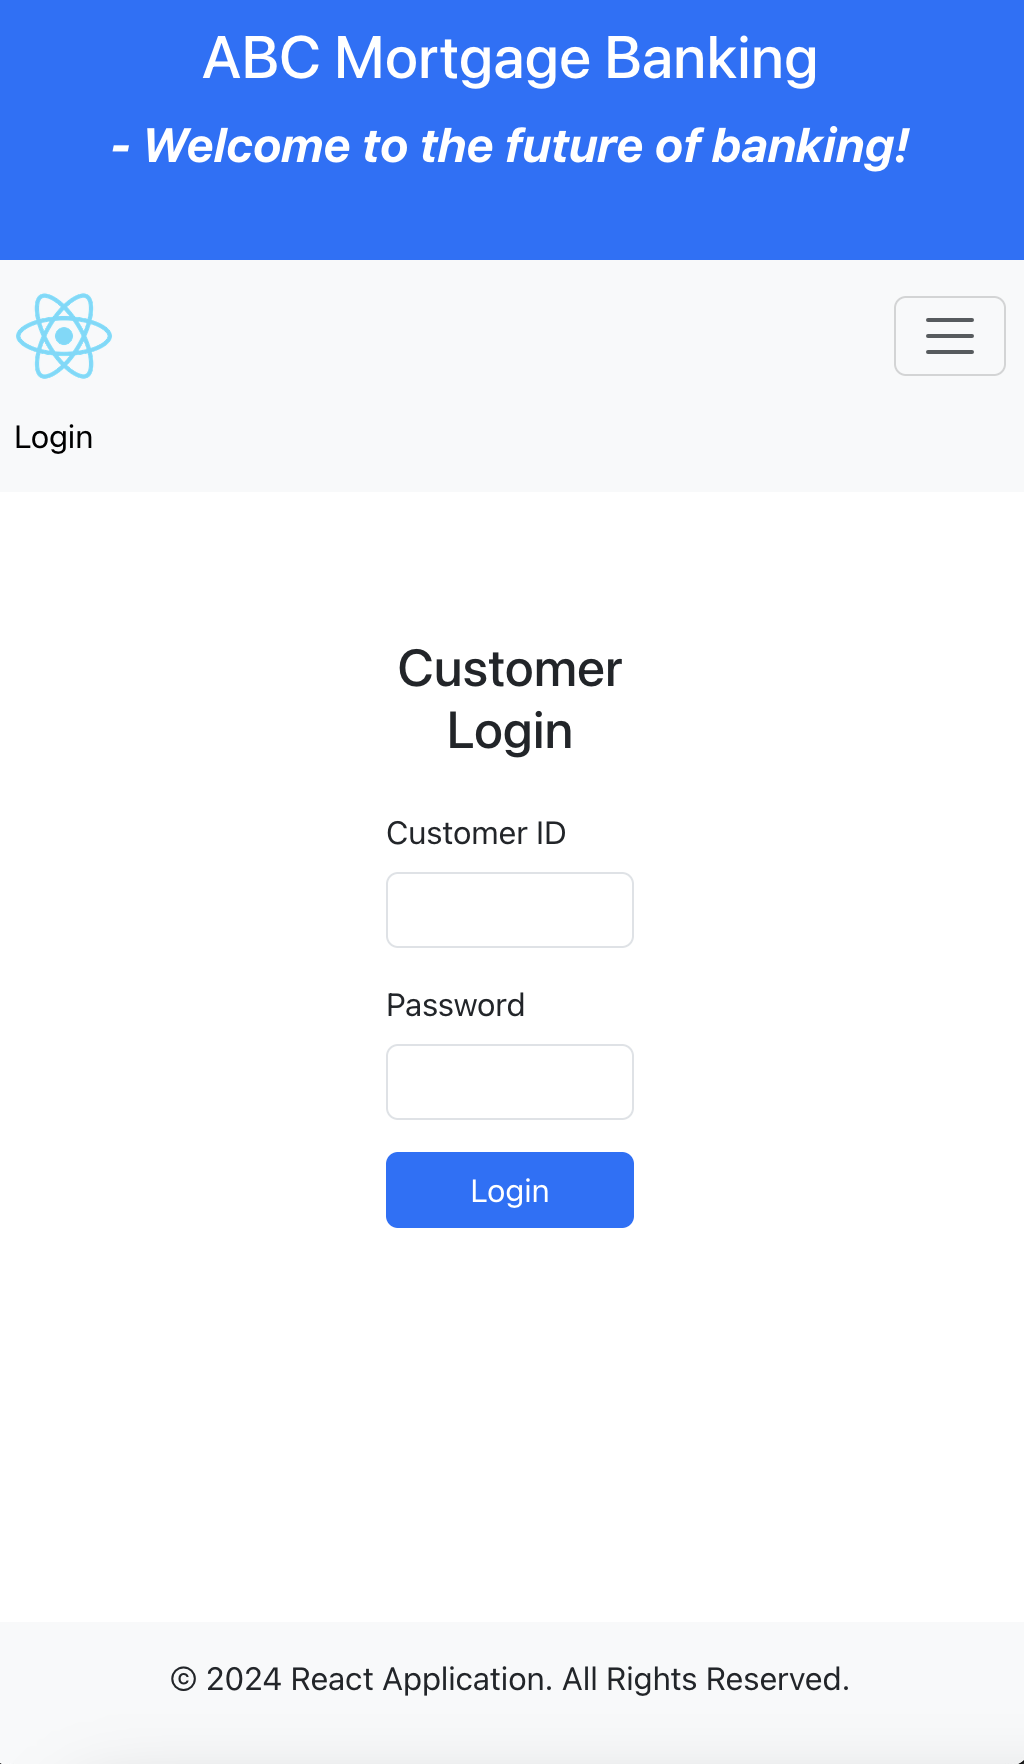 ABC Mortgage Banking
- Welcome to the future of banking!
Login
Customer
Login
Customer ID
Password
Login
© 2024 React Application. All Rights Reserved.